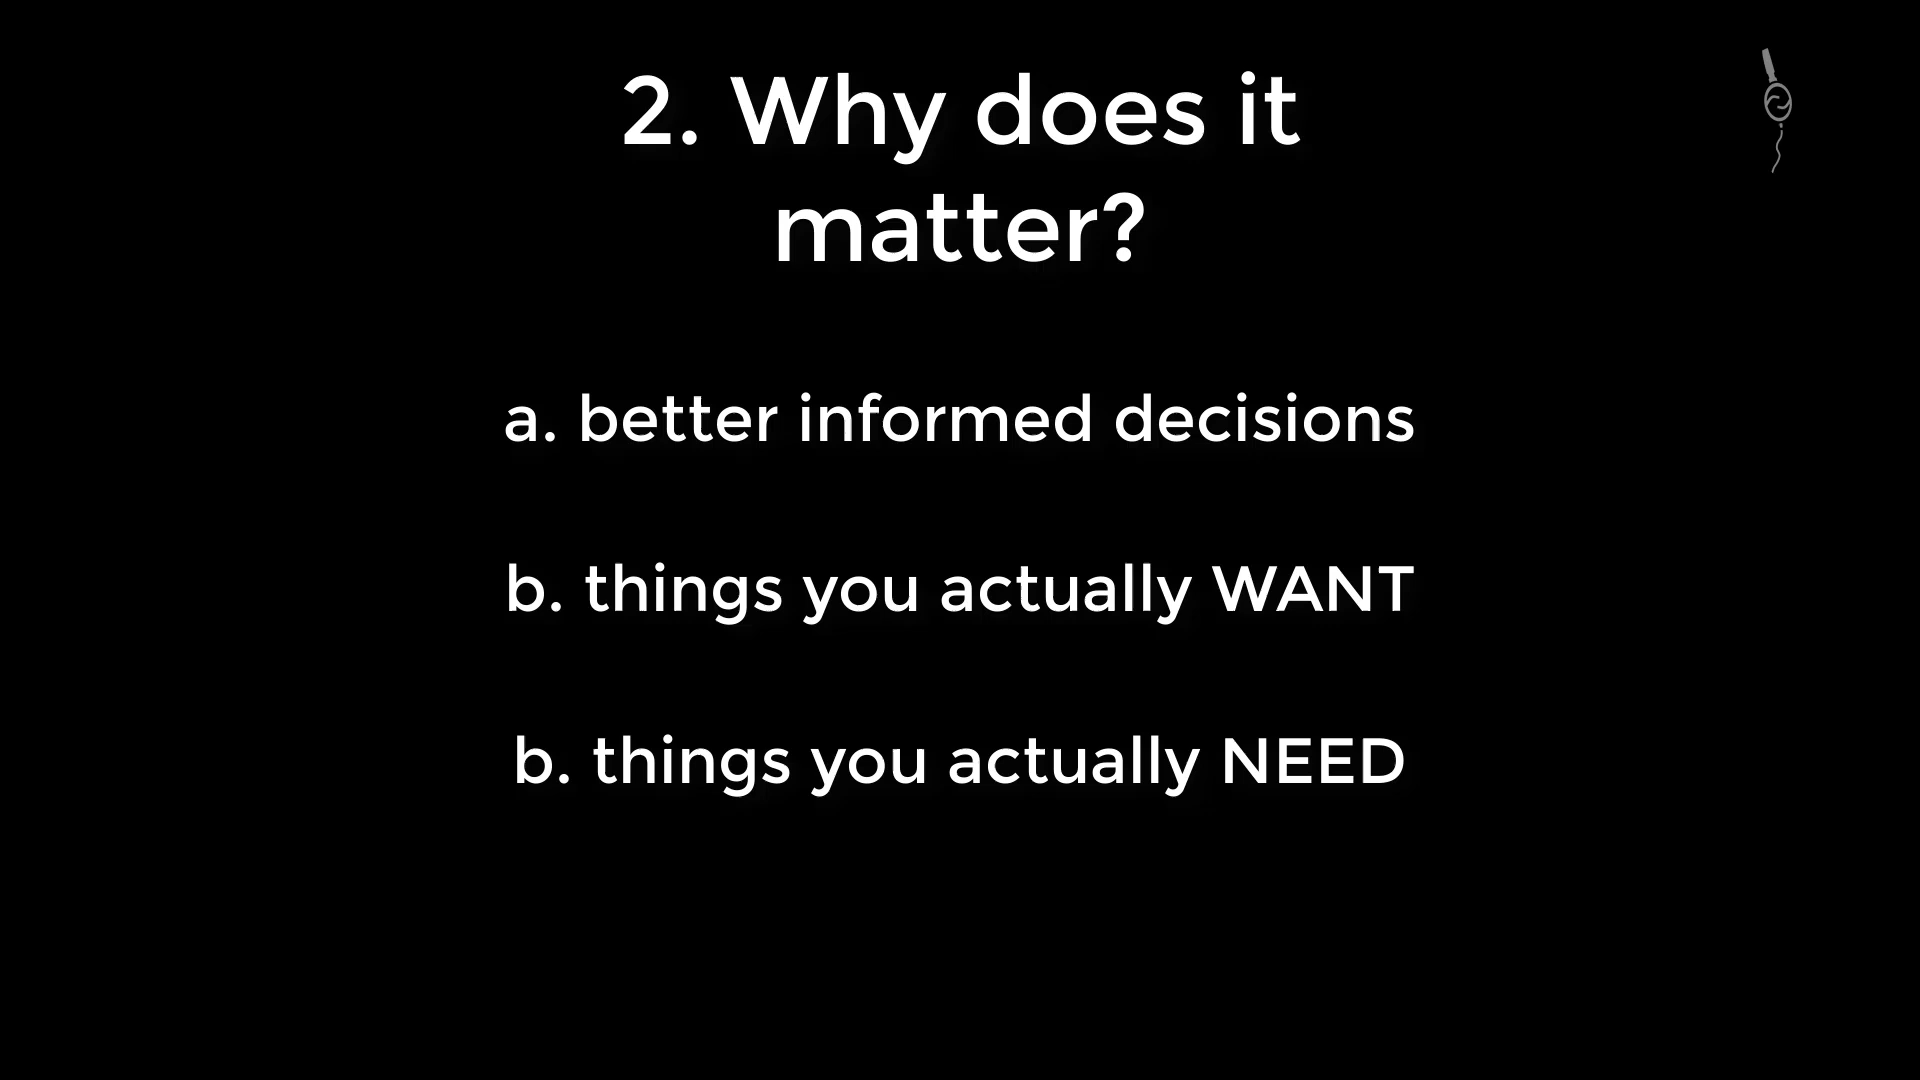 2. Why does it
matter?
a. better informed decisions
b. things you actually WANT
b. things you actually NEED